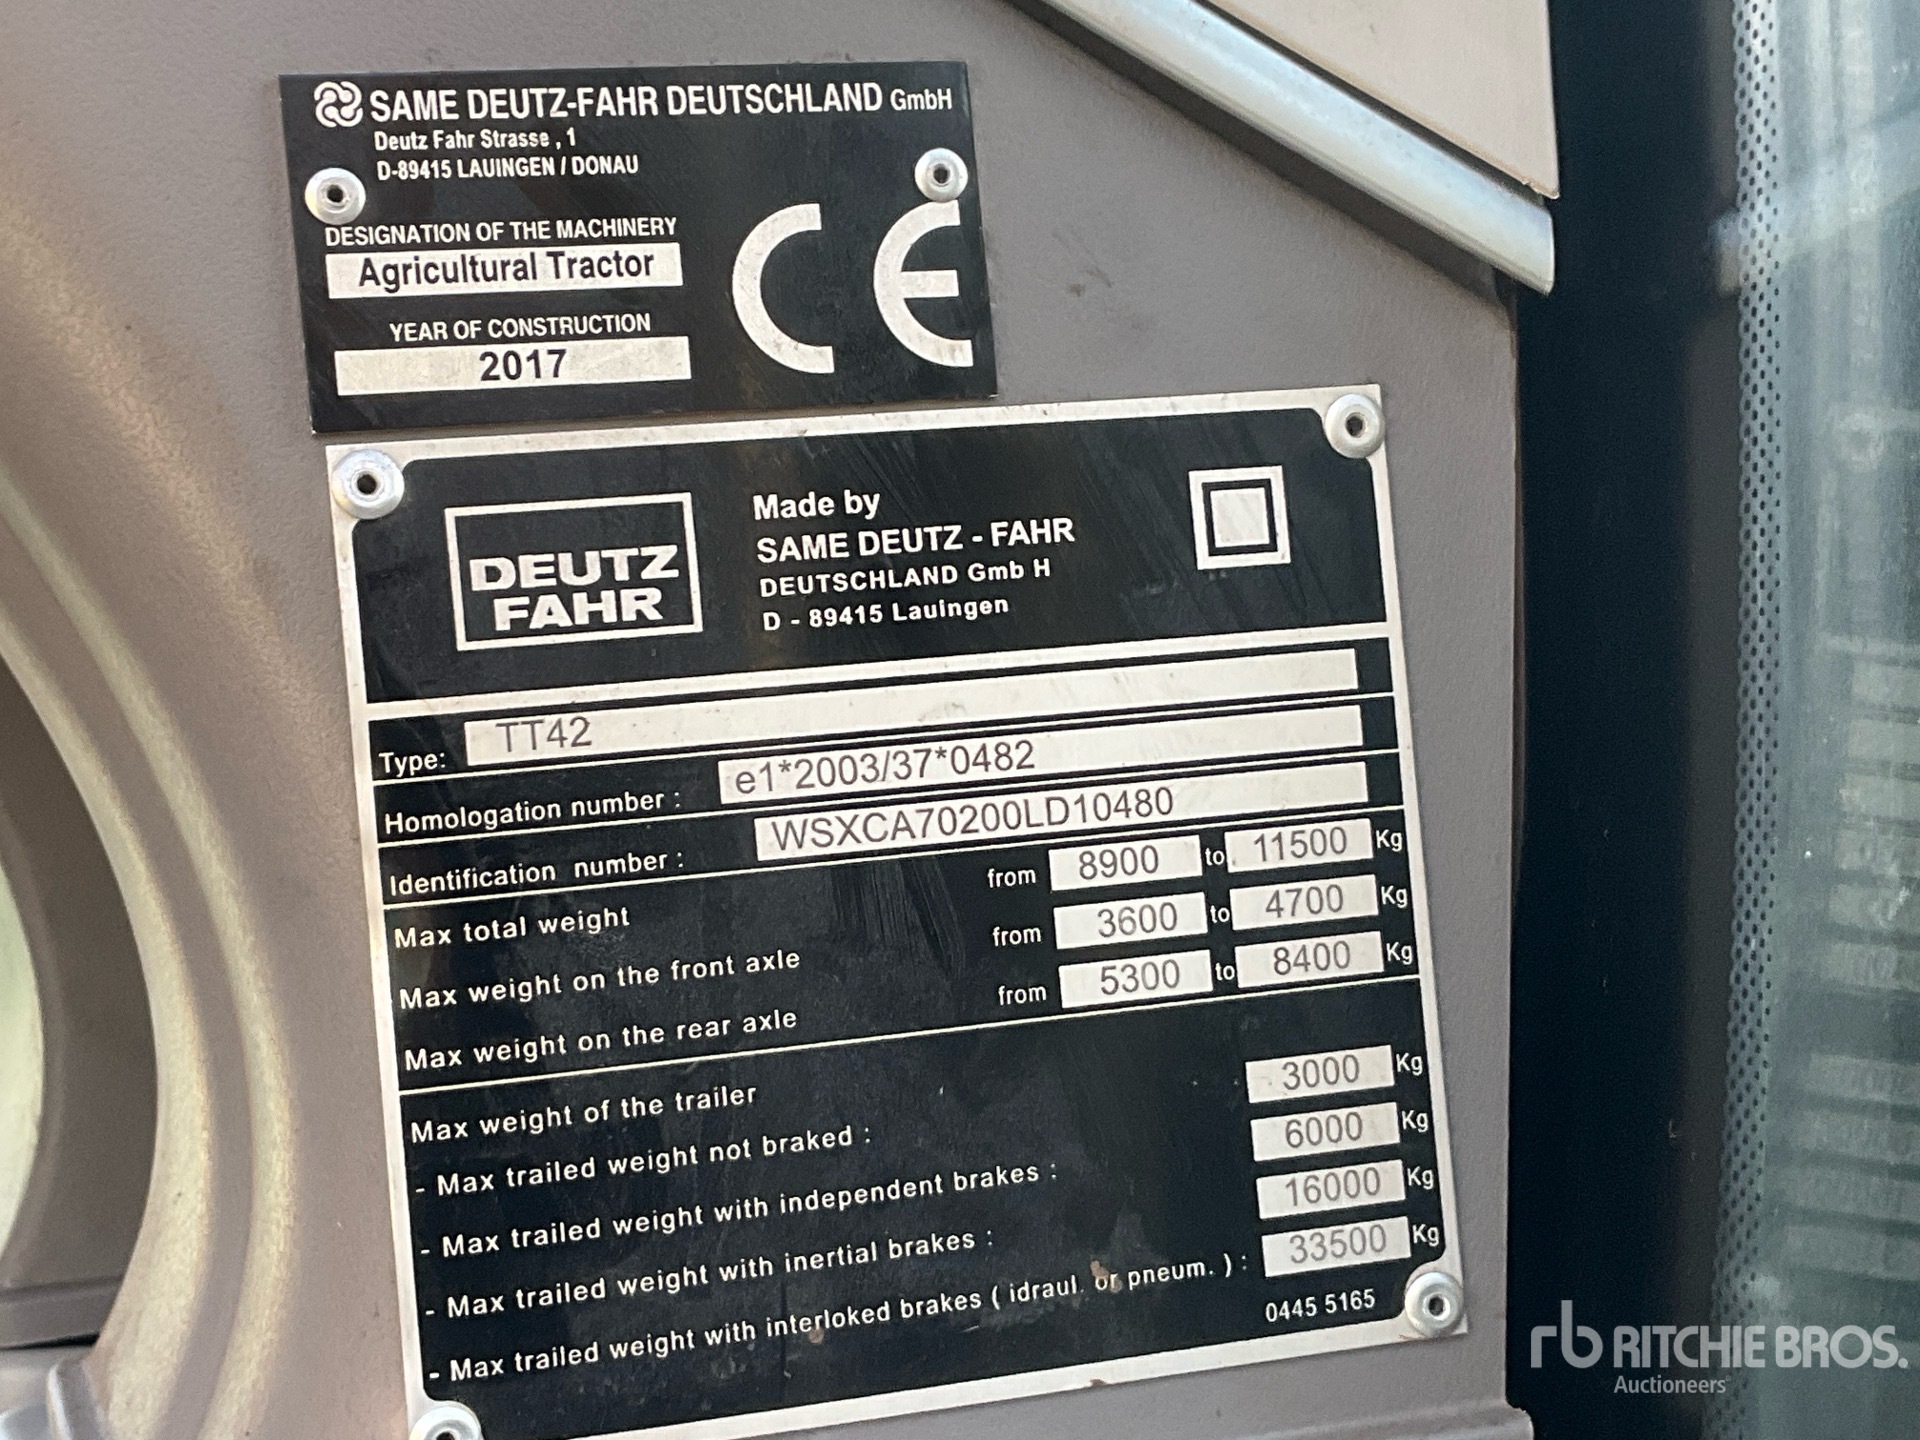 SAME DEUTZ-FAHR DEUTSCHLAND GmbH
Deutz Fahr Strasse , 1
D-89415 LAUINGEN / DONAU
DESIGNATION OF THE MACHINERY
Agricultural Tractor
YEAR OF CONSTRUCTION
2017
CE
DEUTZ
FAHR
Made by
SAME DEUTZ - FAHR
DEUTSCHLAND Gmb H
D - 89415 Lauingen
Type: TT42
Homologation number : e1*2003/37*0482
Identification number : WSXCA70200LD10480
Max total weight from 8900 to 11500 Kg
Max weight on the front axle from 3600 to 4700 Kg
Max weight on the rear axle from 5300 to 8400 Kg
Max weight of the trailer
- Max trailed weight not braked : 3000 Kg
- Max trailed weight with independent brakes : 6000 Kg
- Max trailed weight with inertial brakes : 16000 Kg
- Max trailed weight with interloked brakes ( idraul. or pneum. ) : 33500 Kg
0445 5165
rb RITCHIE BROS.
Auctioneers